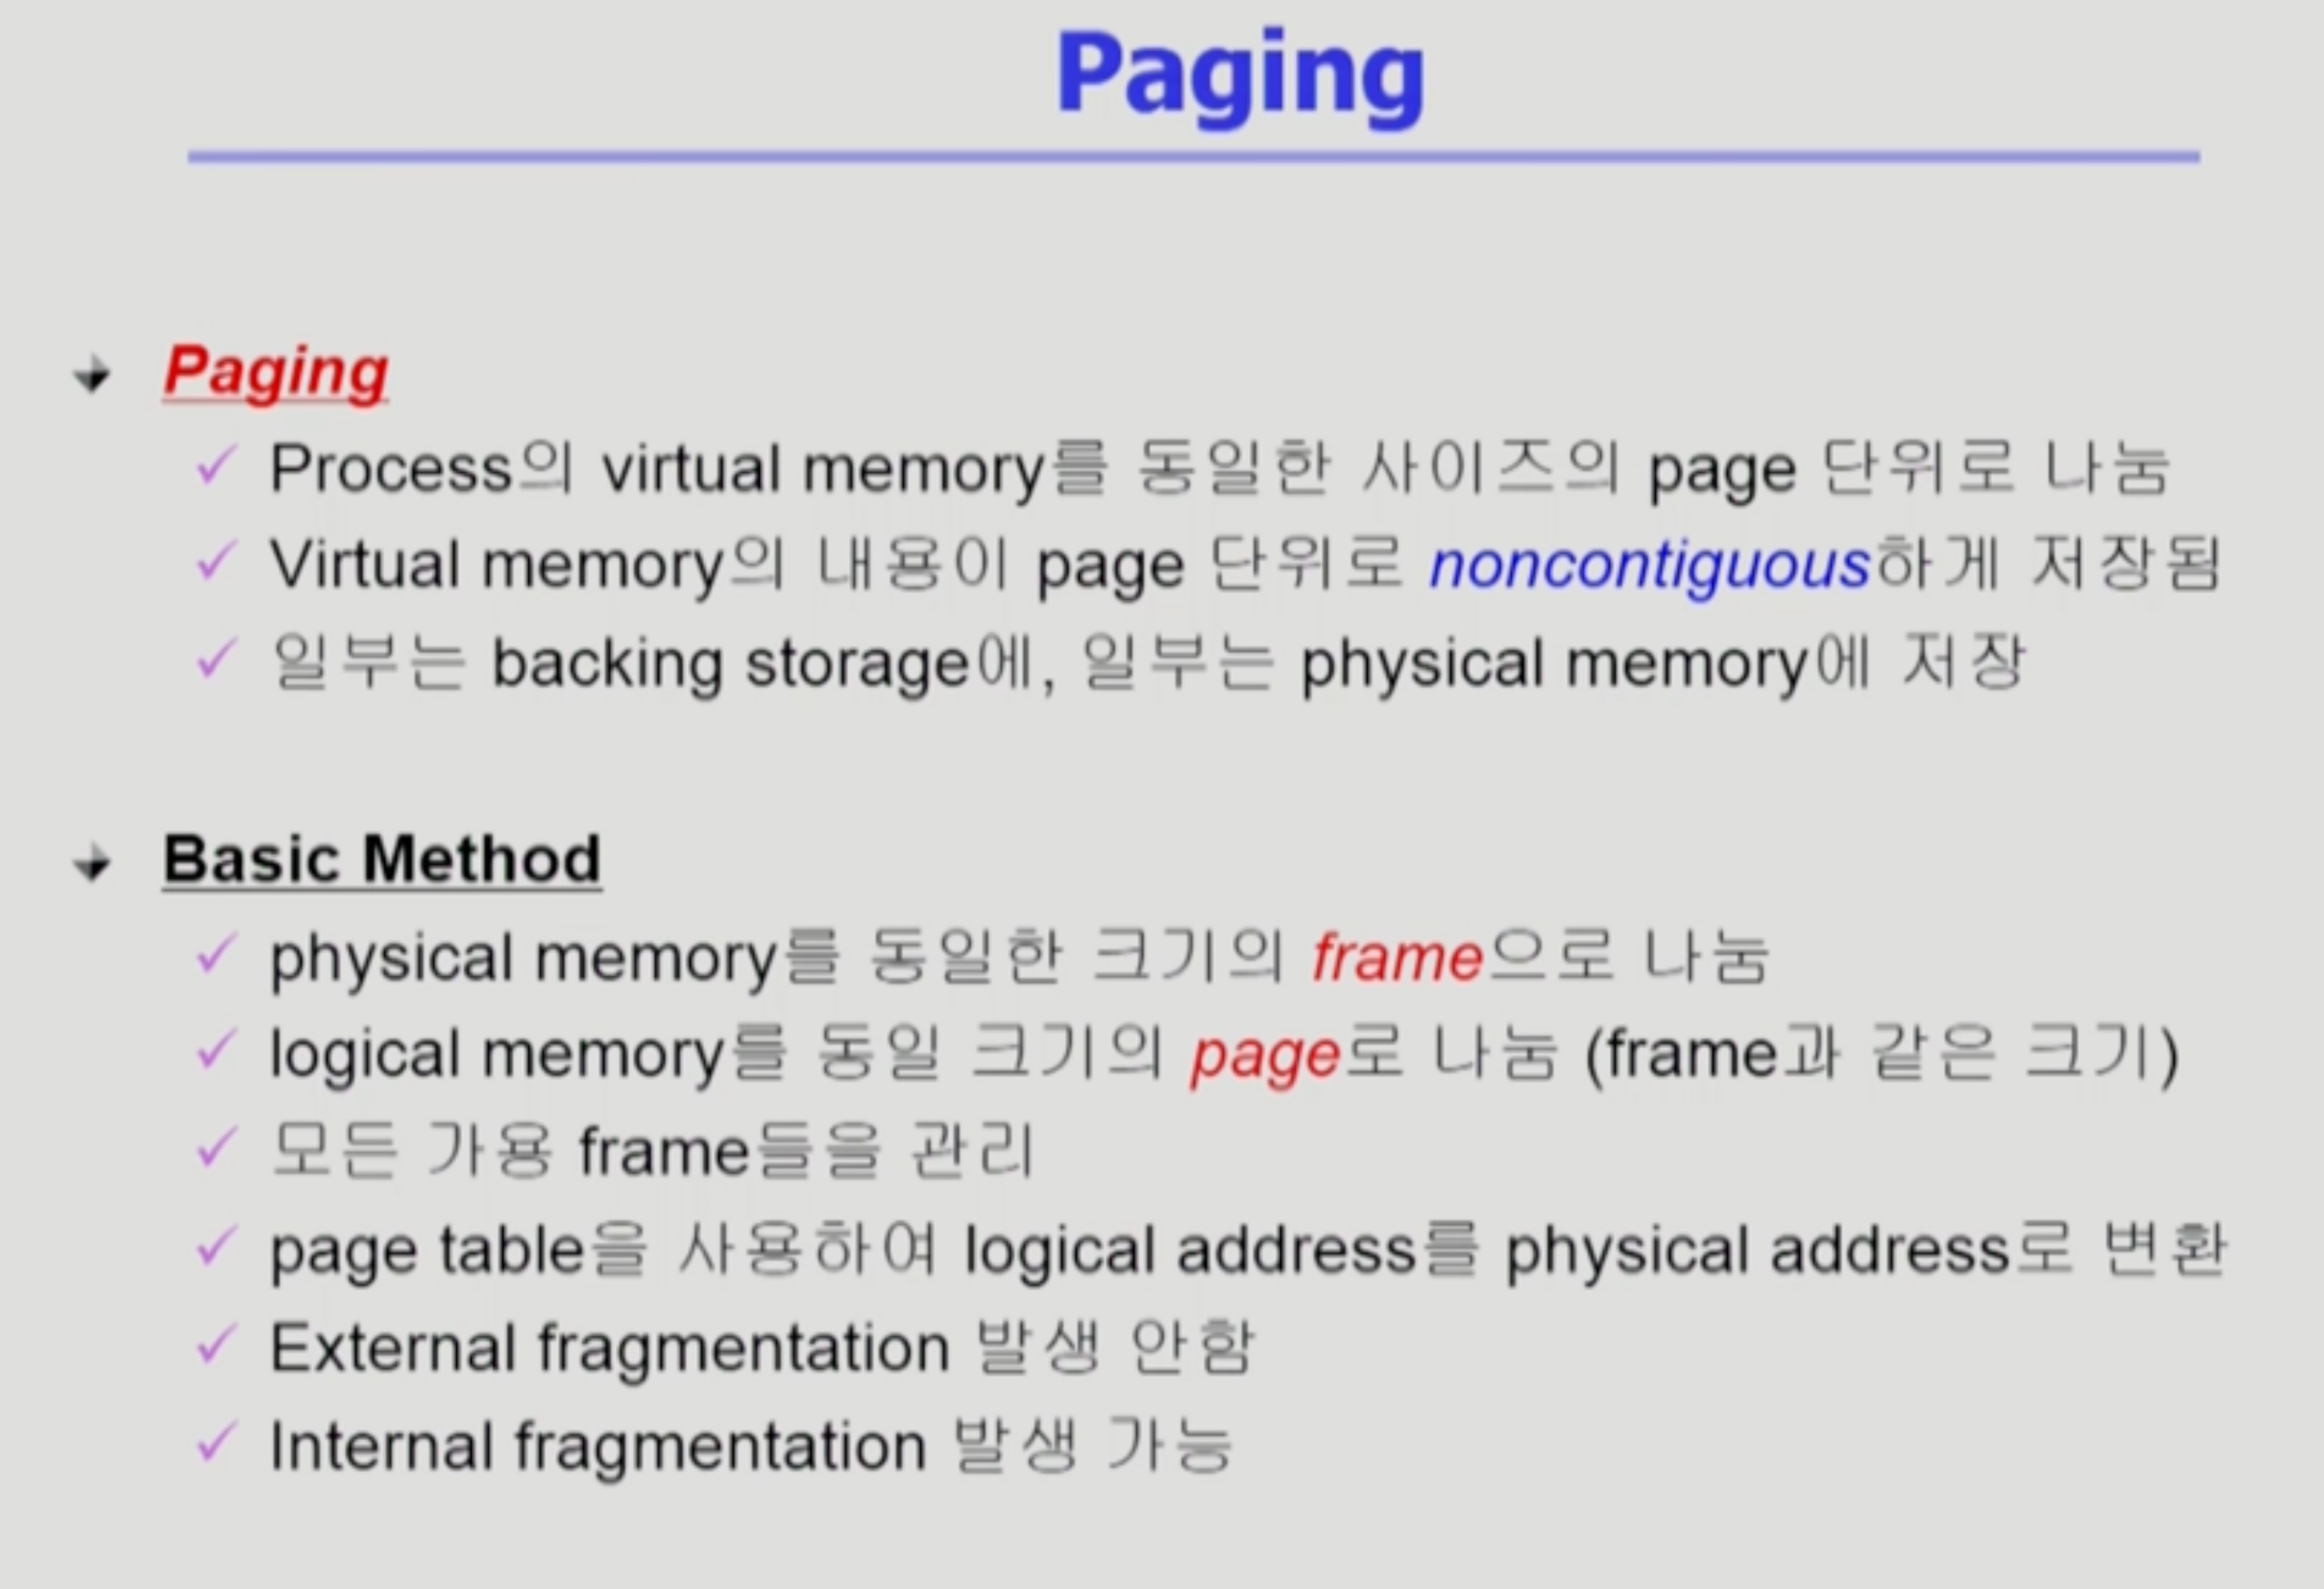 Paging
Paging
Process의 virtual memory를 동일한 사이즈의 page 단위로 나눔
Virtual memory의 내용이 page 단위로 noncontiguous하게 저장됨
일부는 backing storage에, 일부는 physical memory에 저장
Basic Method
physical memory를 동일한 크기의 frame으로 나눔
logical memory를 동일 크기의 page로 나눔 (frame과 같은 크기)
모든 가용 frame들을 관리
page table을 사용하여 logical address를 physical address로 변환
External fragmentation 발생 안함
Internal fragmentation 발생 가능